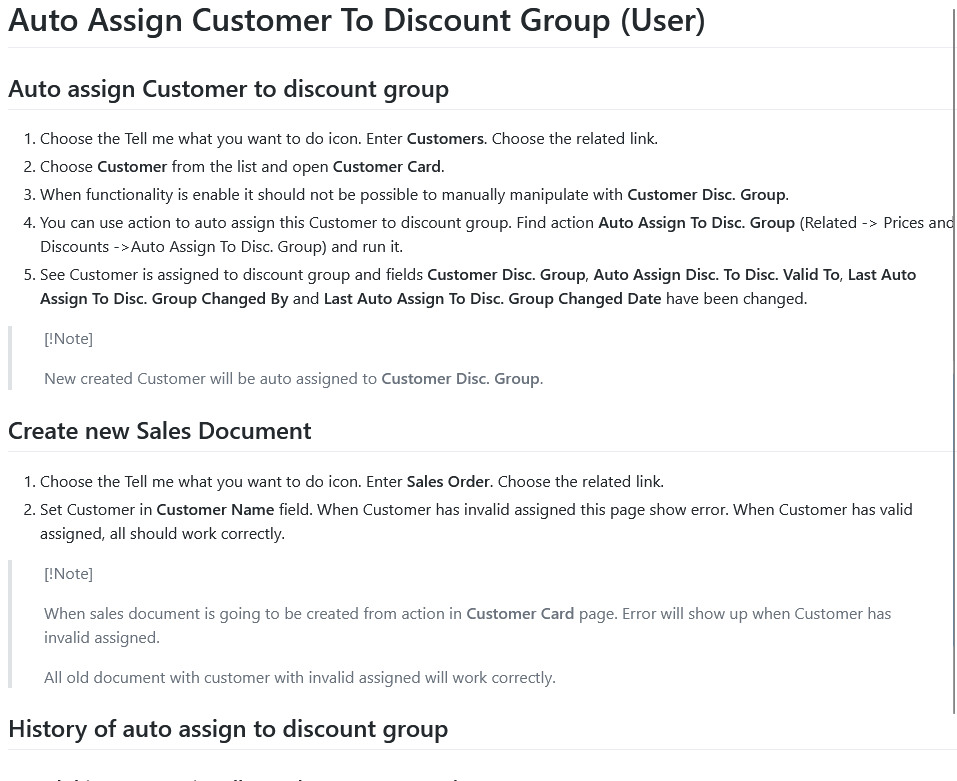 Auto Assign Customer To Discount Group (User)
Auto assign Customer to discount group
1. Choose the Tell me what you want to do icon. Enter Customers. Choose the related link.
2. Choose Customer from the list and open Customer Card.
3. When functionality is enable it should not be possible to manually manipulate with Customer Disc. Group.
4. You can use action to auto assign this Customer to discount group. Find action Auto Assign To Disc. Group (Related -> Prices and
Discounts ->Auto Assign To Disc. Group) and run it.
5. See Customer is assigned to discount group and fields Customer Disc. Group, Auto Assign Disc. To Disc. Valid To, Last Auto
Assign To Disc. Group Changed By and Last Auto Assign To Disc. Group Changed Date have been changed.
[!Note]
New created Customer will be auto assigned to Customer Disc. Group.
Create new Sales Document
1. Choose the Tell me what you want to do icon. Enter Sales Order. Choose the related link.
2. Set Customer in Customer Name field. When Customer has invalid assigned this page show error. When Customer has valid
assigned, all should work correctly.
[!Note]
When sales document is going to be created from action in Customer Card page. Error will show up when Customer has
invalid assigned.
All old document with customer with invalid assigned will work correctly.
History of auto assign to discount group